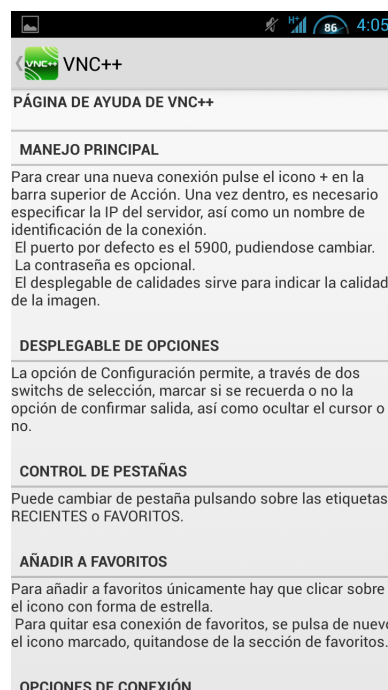 86 4:05
VNC++ VNC++
PÁGINA DE AYUDA DE VNC++
MANEJO PRINCIPAL
Para crear una nueva conexión pulse el icono + en la
barra superior de Acción. Una vez dentro, es necesario
especificar la IP del servidor, así como un nombre de
identificación de la conexión.
El puerto por defecto es el 5900, pudiendose cambiar.
La contraseña es opcional.
El desplegable de calidades sirve para indicar la calidad
de la imagen.
DESPLEGABLE DE OPCIONES
La opción de Configuración permite, a través de dos
switchs de selección, marcar si se recuerda o no la
opción de confirmar salida, así como ocultar el cursor o
no.
CONTROL DE PESTAÑAS
Puede cambiar de pestaña pulsando sobre las etiquetas
RECIENTES o FAVORITOS.
AÑADIR A FAVORITOS
Para añadir a favoritos únicamente hay que clicar sobre
el icono con forma de estrella.
Para quitar esa conexión de favoritos, se pulsa de nuevo
el icono marcado, quitandose de la sección de favoritos.
OPCIONES DE CONEXIÓN